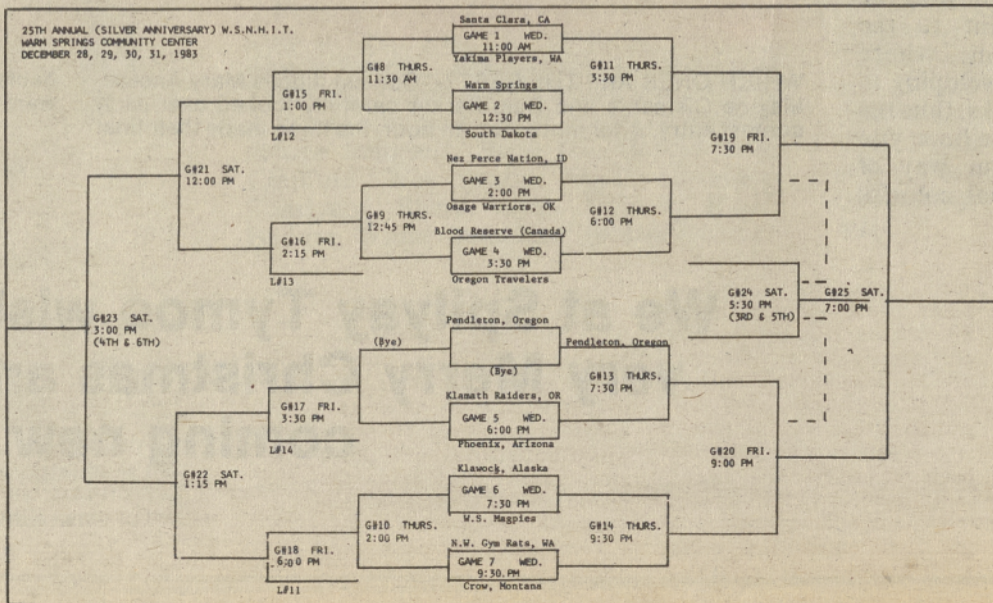 25TH ANNUAL (SILVER ANNIVERSARY) W.S.N.H.I.T.
WARM SPRINGS COMMUNITY CENTER
DECEMBER 28, 29, 30, 31, 1983
Santa Clara, CA
GAME 1 WED.
11:00 AM
Yakima Players, WA
Warm Springs
GAME 2 WED.
12:30 PM
South Dakota
Nez Perce Nation, ID
GAME 3 WED.
2:00 PM
Osage Warriors, OK
Blood Reserve (Canada)
GAME 4 WED.
3:30 PM
Oregon Travelers
Pendleton, Oregon
(Bye)
Pendleton, Oregon
(Bye)
Klamath Raiders, OR
GAME 5 WED.
6:00 PM
Phoenix, Arizona
Klawock, Alaska
GAME 6 WED.
7:30 PM
W.S. Magpies
N.W. Gym Rats, WA
GAME 7 WED.
9:30 PM
Crow, Montana
G#8 THURS.
11:30 AM
G#9 THURS.
12:45 PM
G#10 THURS.
2:00 PM
G#11 THURS.
3:30 PM
G#12 THURS.
6:00 PM
G#13 THURS.
7:30 PM
G#14 THURS.
9:30 PM
G#15 FRI.
1:00 PM
L#12
G#16 FRI.
2:15 PM
L#13
G#17 FRI.
3:30 PM
L#14
G#18 FRI.
6:00 PM
L#11
G#19 FRI.
7:30 PM
G#20 FRI.
9:00 PM
G#21 SAT.
12:00 PM
G#22 SAT.
1:15 PM
G#23 SAT.
3:00 PM
(4TH & 6TH)
G#24 SAT.
5:30 PM
(3RD & 5TH)
G#25 SAT.
7:00 PM